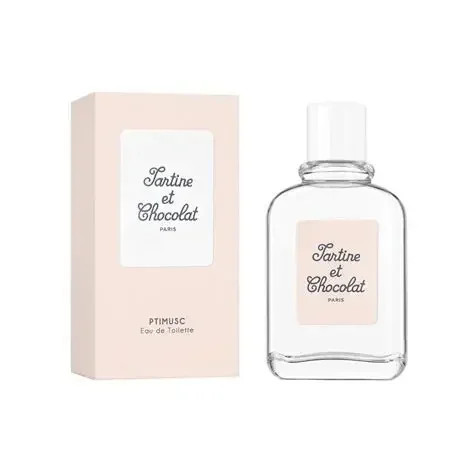 Tartine
et
Chocolat
PARIS
PTIMUSC
Eau de Toilette
Tartine
et
Chocolat
PARIS